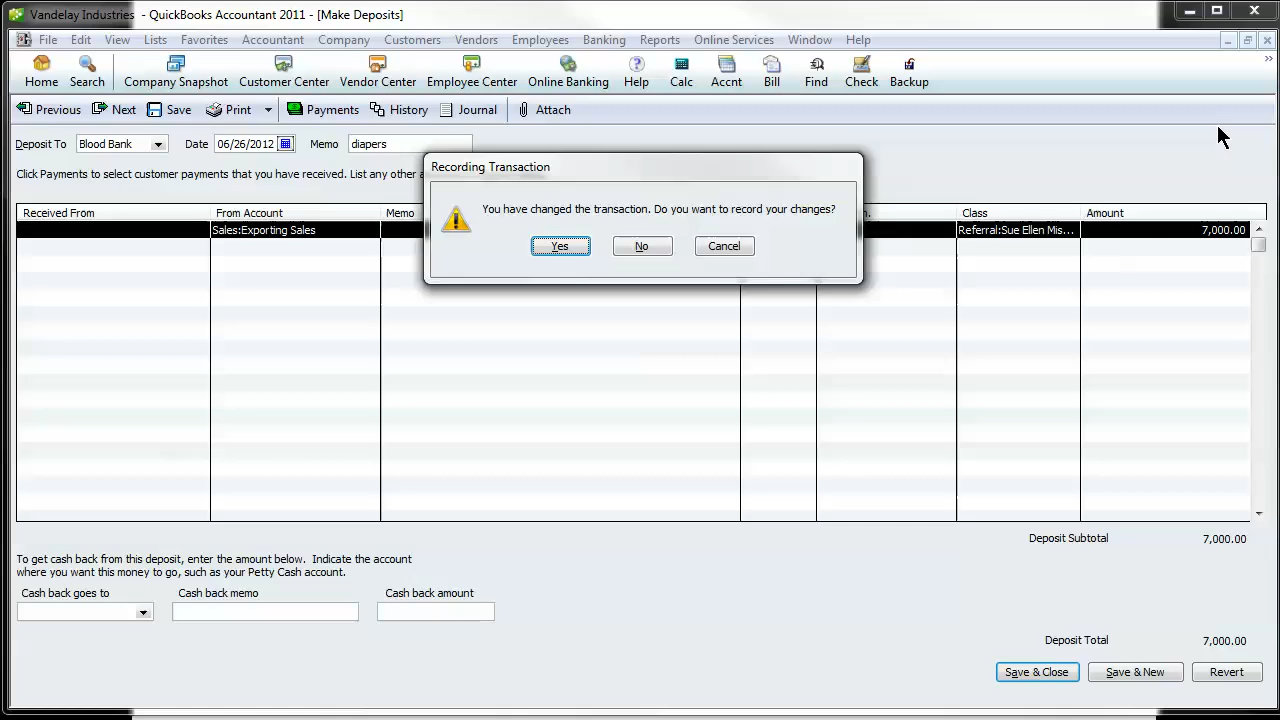 Vandelay Industries - QuickBooks Accountant 2011 - [Make Deposits]
File Edit View Lists Favorites Accountant Company Customers Vendors Employees Banking Reports Online Services Window Help
Home Search Company Snapshot Customer Center Vendor Center Employee Center Online Banking Help Calc Accnt Bill Find Check Backup
Previous Next Save Print Payments History Journal Attach
Deposit To Blood Bank Date 06/26/2012 Memo diapers
Recording Transaction
Click Payments to select customer payments that you have received. List any other
You have changed the transaction. Do you want to record your changes?
Yes No Cancel
Received From From Account Memo Class Amount
Sales:Exporting Sales Referral:Sue Ellen Mis... 7,000.00
Deposit Subtotal 7,000.00
To get cash back from this deposit, enter the amount below. Indicate the account
where you want this money to go, such as your Petty Cash account.
Cash back goes to Cash back memo Cash back amount
Deposit Total 7,000.00
Save & Close Save & New Revert